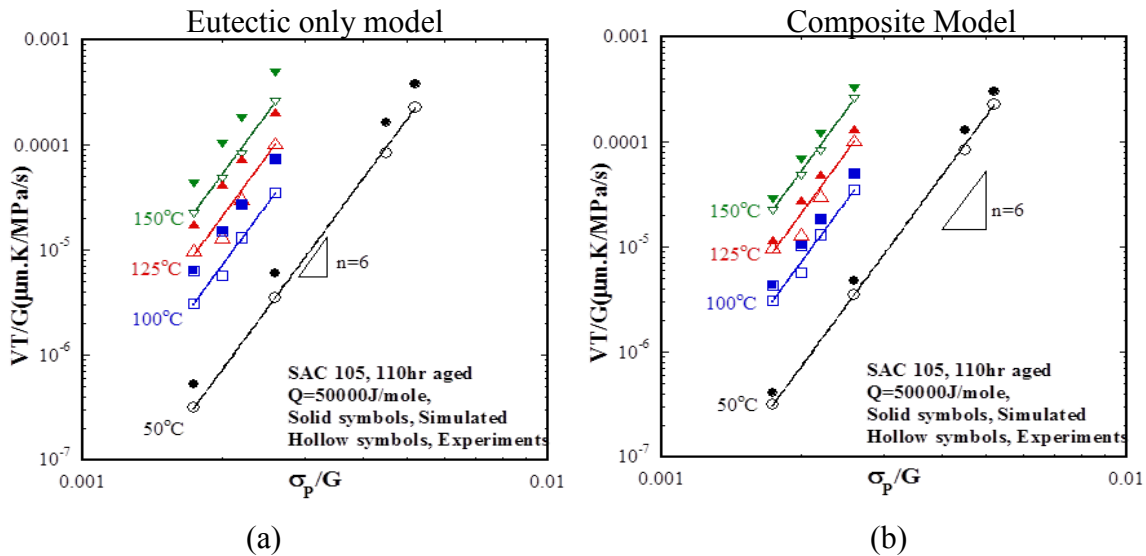 Eutectic only model
0.001
0.0001
10⁻⁵
10⁻⁶
10⁻⁷
VT/G(μm.K/MPa/s)
150°C
125°C
100°C
50°C
n=6
SAC 105, 110hr aged
Q=50000J/mole,
Solid symbols, Simulated
Hollow symbols, Experiments
0.001
0.01
σp/G
(a)
Composite Model
0.001
0.0001
10⁻⁵
10⁻⁶
10⁻⁷
VT/G(μm.K/MPa/s)
150°C
125°C
100°C
50°C
n=6
SAC 105, 110hr aged
Q=50000J/mole,
Solid symbols, Simulated
Hollow symbols, Experiments
0.001
0.01
σp/G
(b)